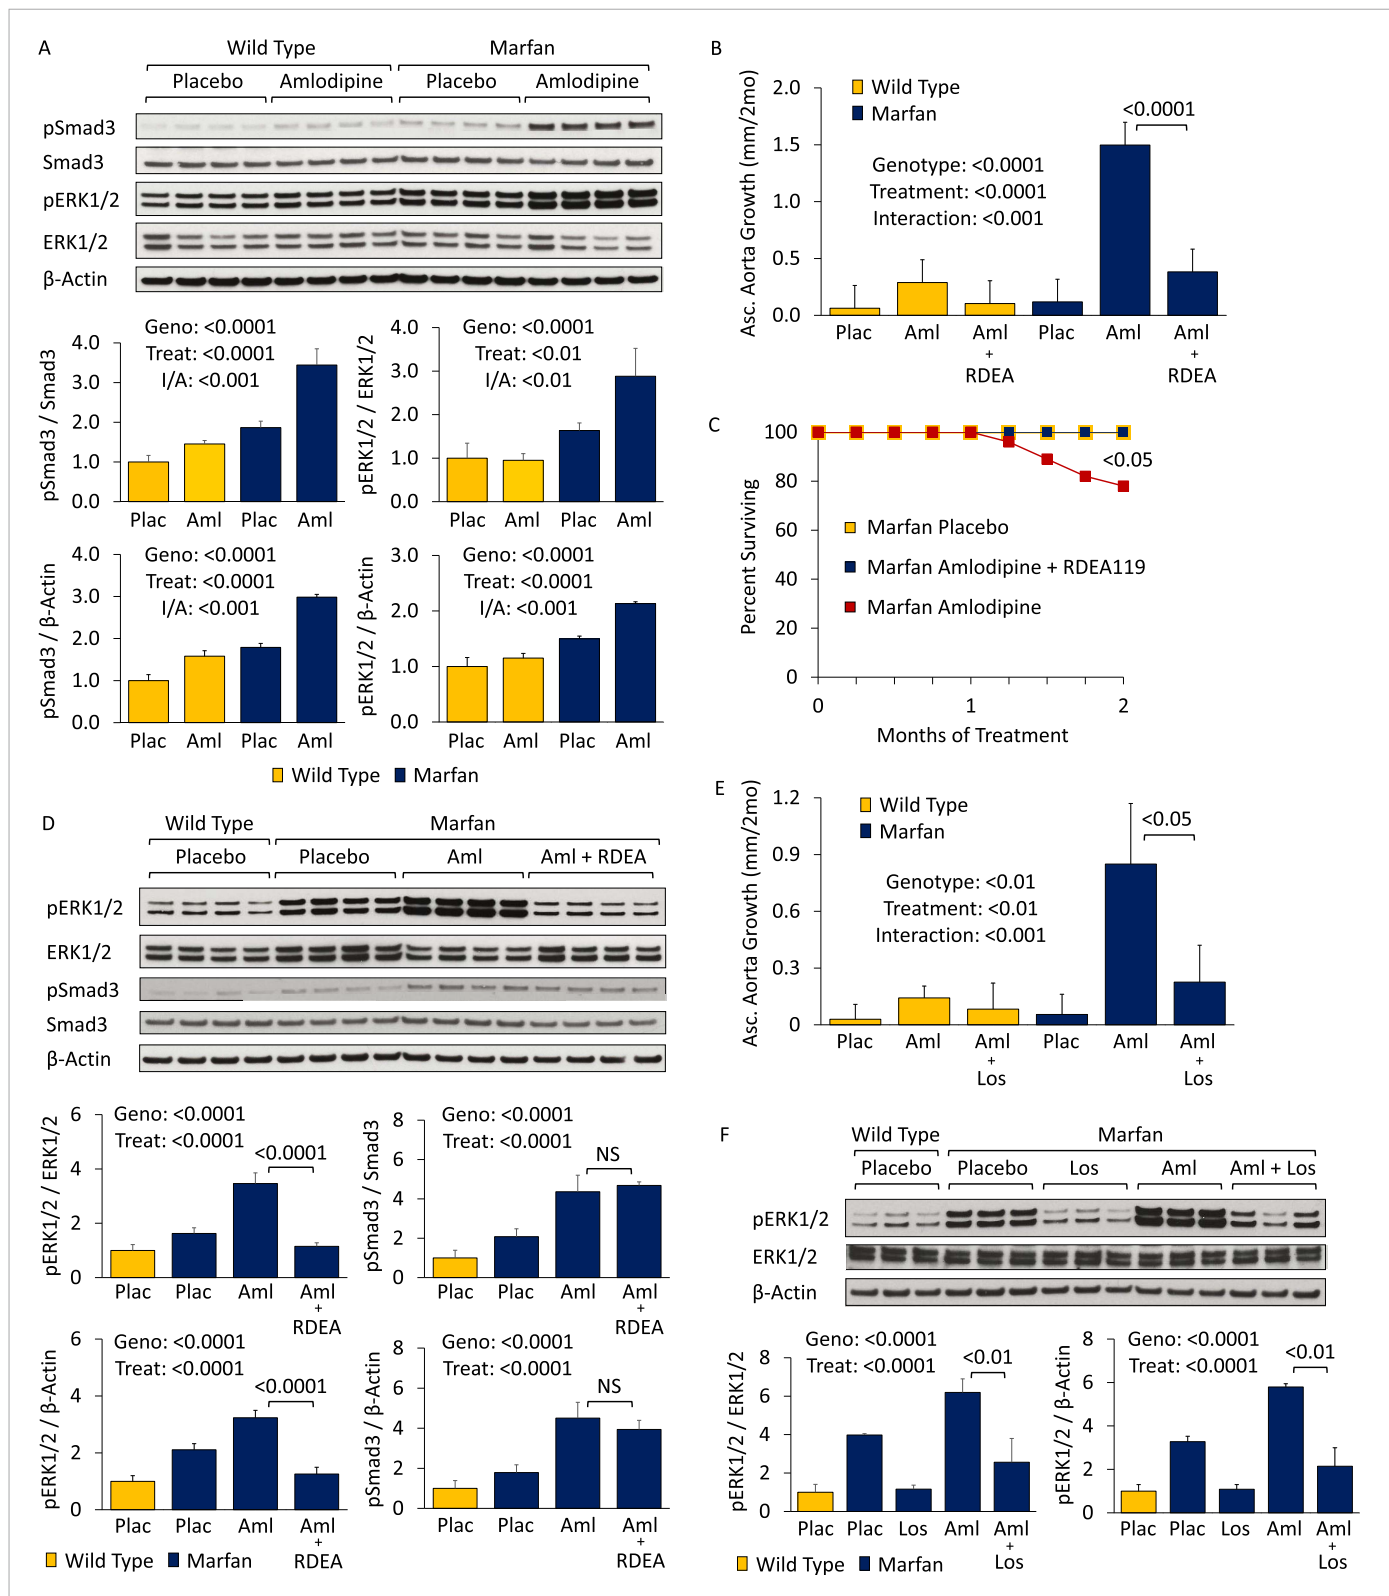 A
Wild Type Marfan
Placebo Amlodipine Placebo Amlodipine
pSmad3
Smad3
pERK1/2
ERK1/2
β-Actin
pSmad3 / Smad3
Geno: <0.0001
Treat: <0.0001
I/A: <0.001
4.0
3.0
2.0
1.0
0.0
Plac Aml Plac Aml
pERK1/2 / ERK1/2
Geno: <0.0001
Treat: <0.01
I/A: <0.01
4.0
3.0
2.0
1.0
0.0
Plac Aml Plac Aml
pSmad3 / β-Actin
Geno: <0.0001
Treat: <0.0001
I/A: <0.001
4.0
3.0
2.0
1.0
0.0
Plac Aml Plac Aml
pERK1/2 / β-Actin
Geno: <0.0001
Treat: <0.0001
I/A: <0.001
3.0
2.0
1.0
0.0
Plac Aml Plac Aml
Wild Type Marfan
B
Asc. Aorta Growth (mm/2mo)
2.0
1.5
1.0
0.5
0.0
Wild Type
Marfan
Genotype: <0.0001
Treatment: <0.0001
Interaction: <0.001
<0.0001
Plac Aml Aml + RDEA Plac Aml Aml + RDEA
C
Percent Surviving
100
80
60
40
20
0
<0.05
Marfan Placebo
Marfan Amlodipine + RDEA119
Marfan Amlodipine
0 1 2
Months of Treatment
D
Wild Type Marfan
Placebo Placebo Aml Aml + RDEA
pERK1/2
ERK1/2
pSmad3
Smad3
β-Actin
pERK1/2 / ERK1/2
Geno: <0.0001
Treat: <0.0001
<0.0001
6
4
2
0
Plac Plac Aml Aml + RDEA
pSmad3 / Smad3
Geno: <0.0001
Treat: <0.0001
NS
8
6
4
2
0
Plac Plac Aml Aml + RDEA
pERK1/2 / β-Actin
Geno: <0.0001
Treat: <0.0001
<0.0001
6
4
2
0
Plac Plac Aml Aml + RDEA
pSmad3 / β-Actin
Geno: <0.0001
Treat: <0.0001
NS
8
6
4
2
0
Plac Plac Aml Aml + RDEA
Wild Type Marfan
E
Asc. Aorta Growth (mm/2mo)
1.2
0.9
0.6
0.3
0
Wild Type
Marfan
Genotype: <0.01
Treatment: <0.01
Interaction: <0.001
<0.05
Plac Aml Aml + Los Plac Aml Aml + Los
F
Wild Type Marfan
Placebo Placebo Los Aml Aml + Los
pERK1/2
ERK1/2
β-Actin
pERK1/2 / ERK1/2
Geno: <0.0001
Treat: <0.0001
<0.01
8
6
4
2
0
Plac Plac Los Aml Aml + Los
pERK1/2 / β-Actin
Geno: <0.0001
Treat: <0.0001
<0.01
8
6
4
2
0
Plac Plac Los Aml Aml + Los
Wild Type Marfan